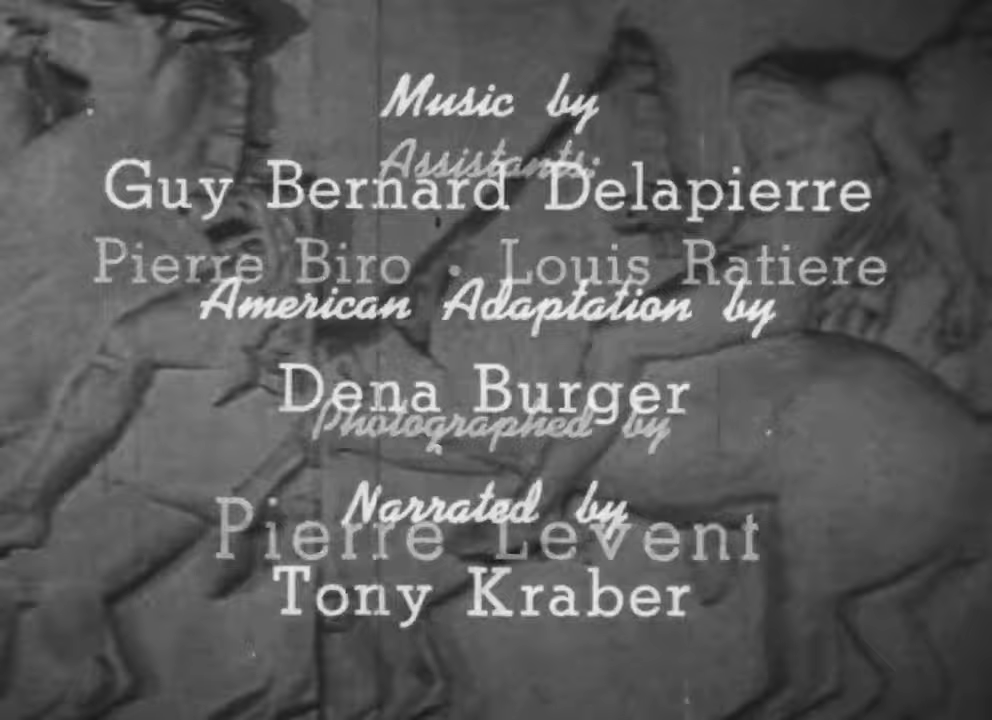 Music by
Assistants:
Guy Bernard Delapierre
Pierre Biro . Louis Ratiere
American Adaptation by
Dena Burger
Photographed by
Narrated by
Pierre Levent
Tony Kraber